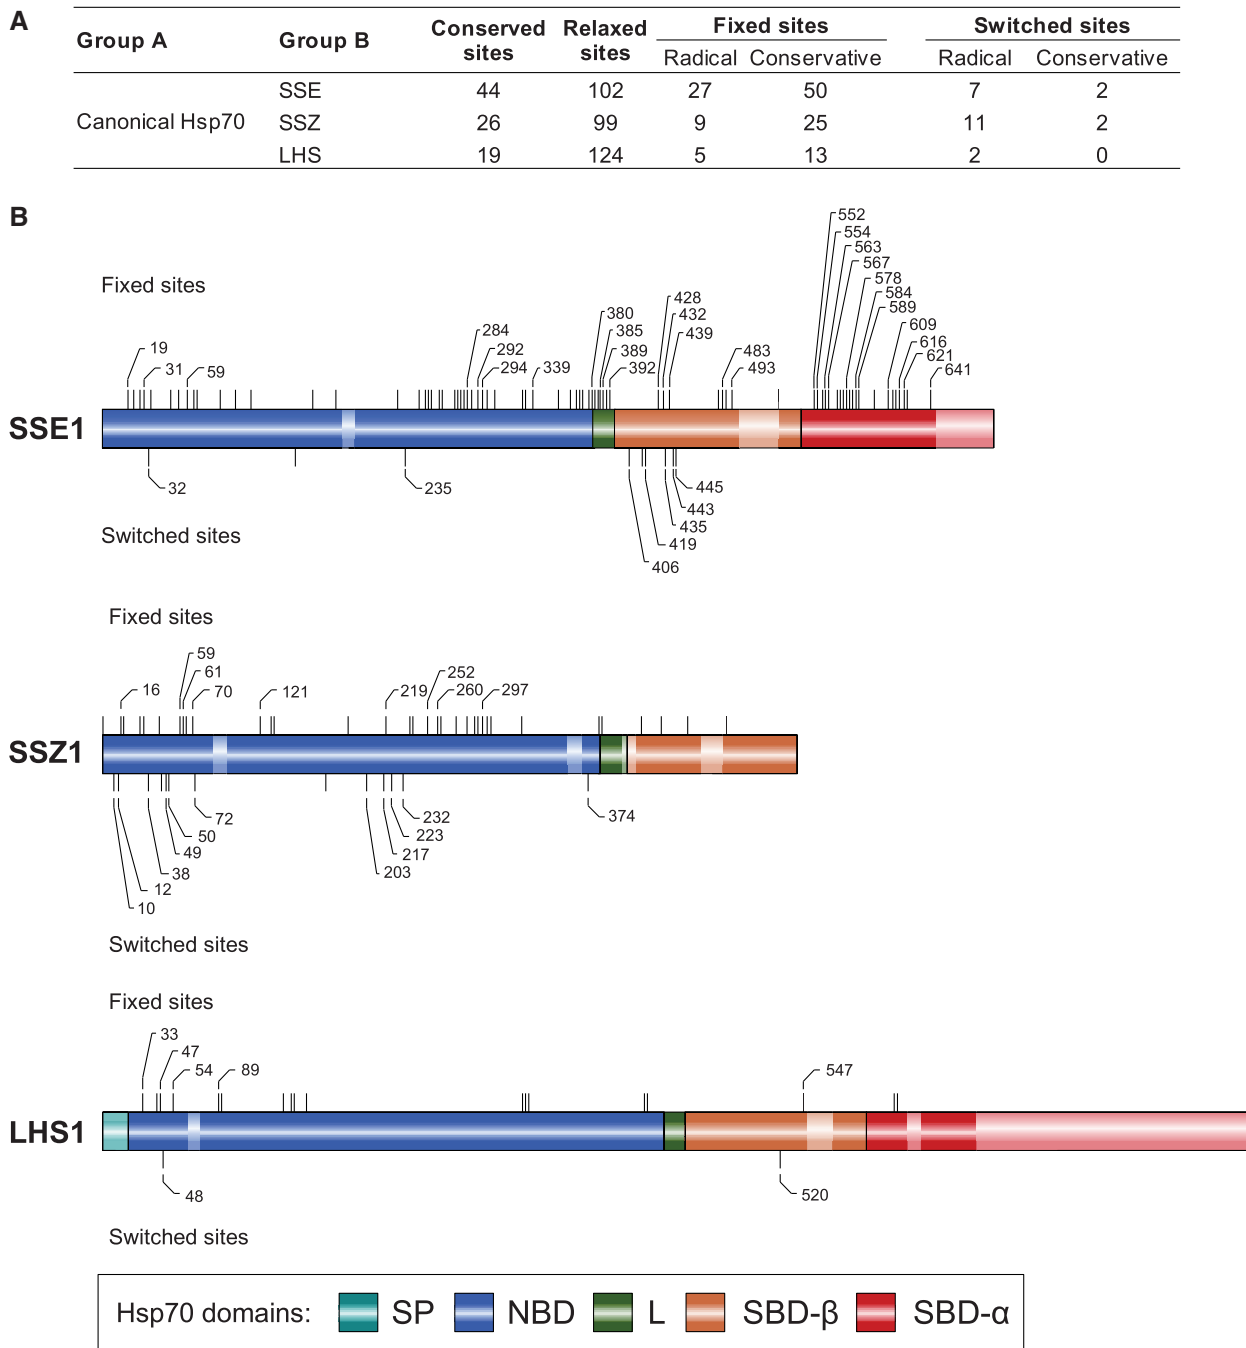 A
Group A Group B Conserved sites Relaxed sites Fixed sites Switched sites
Radical Conservative Radical Conservative
SSE 44 102 27 50 7 2
Canonical Hsp70 SSZ 26 99 9 25 11 2
LHS 19 124 5 13 2 0
B
552
554
563
567
578
584
589
Fixed sites
284 292 294 339
380 385 389 392
428 432 439
483 493
609 616 621 641
19 31 59
SSE1
32 235
445
443
435
419
406
Switched sites
Fixed sites
59
61
16 70 121 219 252 260 297
SSZ1
72
50
49
38
12
10
232
223
217
203
374
Switched sites
Fixed sites
33
47
54 89 547
LHS1
48 520
Switched sites
Hsp70 domains: SP NBD L SBD-β SBD-α